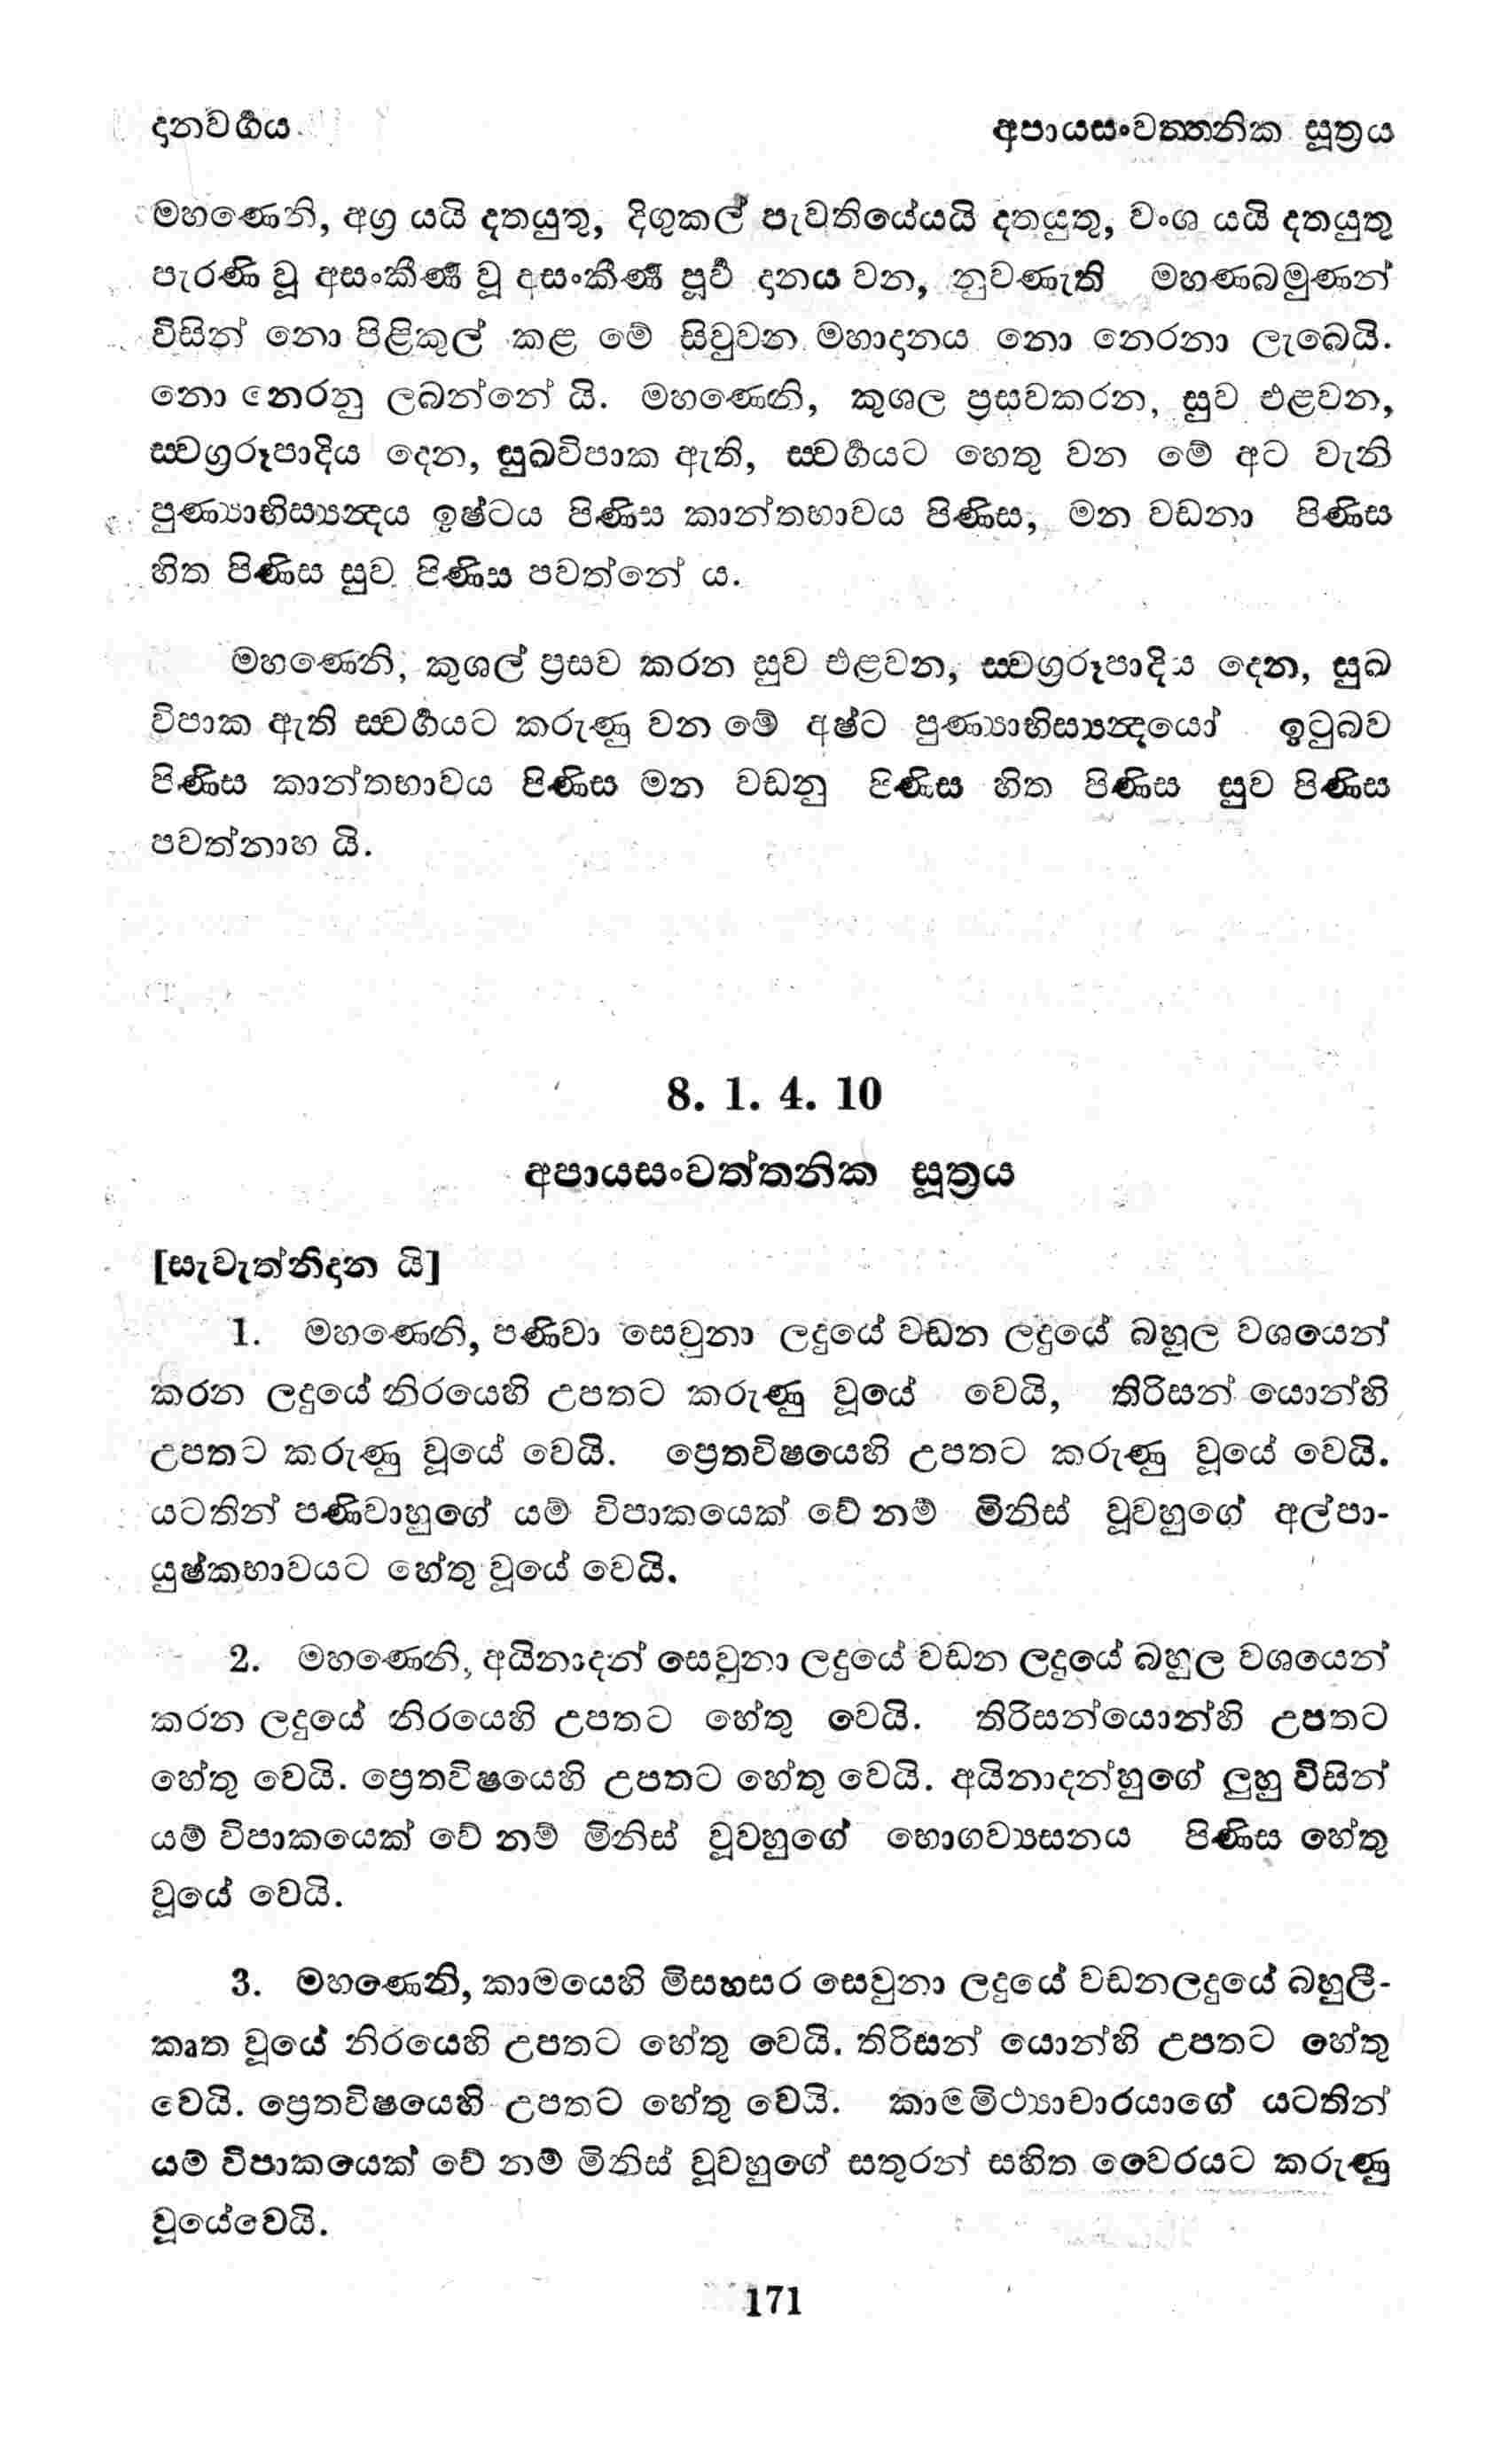 දානවර්‍ගය
අපායසංවත්තනික සූත්‍රය
මහණෙනි, අග්‍ර යයි දතයුතු, දිගුකල් පැවතියේයයි දතයුතු, වංශ යයි දතයුතු
පැරණි වූ අසංකීර්‍ණ වූ අසංකීර්‍ණ පූර්‍ව දානය වන, නුවණැති මහණබමුණන්
විසින් නො පිළිකුල් කළ මේ සිවුවන මහාදානය නො නෙරනා ලැබෙයි.
නො නෙරනු ලබන්නේ යි. මහණෙනි, කුශල ප්‍රසවකරන, සුව එළවන,
ස්වග්‍රරූපාදිය දෙන, සුඛවිපාක ඇති, ස්වර්‍ගයට හෙතු වන මේ අට වැනි
පුණ්‍යාභිස්‍යන්‍දය ඉෂ්ටය පිණිස කාන්තභාවය පිණිස, මන වඩනා පිණිස
හිත පිණිස සුව පිණිස පවත්නේ ය.
මහණෙනි, කුශල් ප්‍රසව කරන සුව එළවන, ස්වග්‍රරූපාදිය දෙන, සුඛ
විපාක ඇති ස්වර්‍ගයට කරුණු වන මේ අෂ්ට පුණ්‍යාභිස්‍යන්‍දයෝ ඉටුබව
පිණිස කාන්තභාවය පිණිස මන වඩනු පිණිස හිත පිණිස සුව පිණිස
පවත්නාහ යි.
8. 1. 4. 10
අපායසංවත්තනික සූත්‍රය
[සැවැත්නිදාන යි]
1. මහණෙනි, පණිවා සෙවුනා ලදුයේ වඩන ලදුයේ බහුල වශයෙන්
කරන ලදුයේ නිරයෙහි උපතට කරුණු වූයේ වෙයි, තිරිසන් යොන්හි
උපතට කරුණු වූයේ වෙයි. ප්‍රෙතවිෂයෙහි උපතට කරුණු වූයේ වෙයි.
යටතින් පණිවාහුගේ යම් විපාකයෙක් වේ නම් මිනිස් වූවහුගේ අල්පා-
යුෂ්කභාවයට හේතු වූයේ වෙයි.
2. මහණෙනි, අයිනාදන් සෙවුනා ලදුයේ වඩන ලදුයේ බහුල වශයෙන්
කරන ලදුයේ නිරයෙහි උපතට හේතු වෙයි. තිරිසන්යොන්හි උපතට
හේතු වෙයි. ප්‍රෙතවිෂයෙහි උපතට හේතු වෙයි. අයිනාදන්හුගේ ලුහු විසින්
යම් විපාකයෙක් වේ නම් මිනිස් වූවහුගේ භොගව්‍යසනය පිණිස හේතු
වූයේ වෙයි.
3. මහණෙනි, කාමයෙහි මිසහසර සෙවුනා ලදුයේ වඩනලදුයේ බහුලී-
කෘත වූයේ නිරයෙහි උපතට හේතු වෙයි. තිරිසන් යොන්හි උපතට හේතු
වෙයි. ප්‍රෙතවිෂයෙහි උපතට හේතු වෙයි. කාමමිථ්‍යාචාරයාගේ යටතින්
යම් විපාකයෙක් වේ නම් මිනිස් වූවහුගේ සතුරන් සහිත වෛරයට කරුණු
වූයේවෙයි.
171